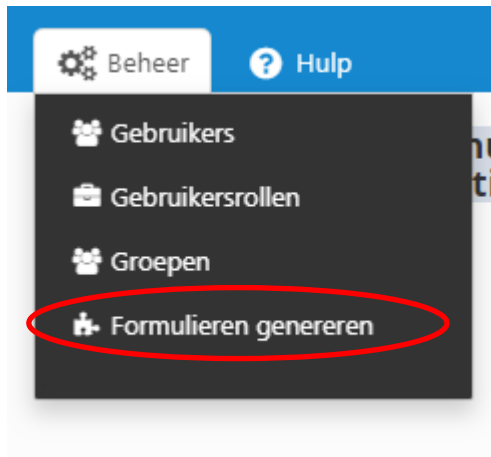 Beheer
Hulp
Gebruikers
Gebruikersrollen
Groepen
Formulieren genereren